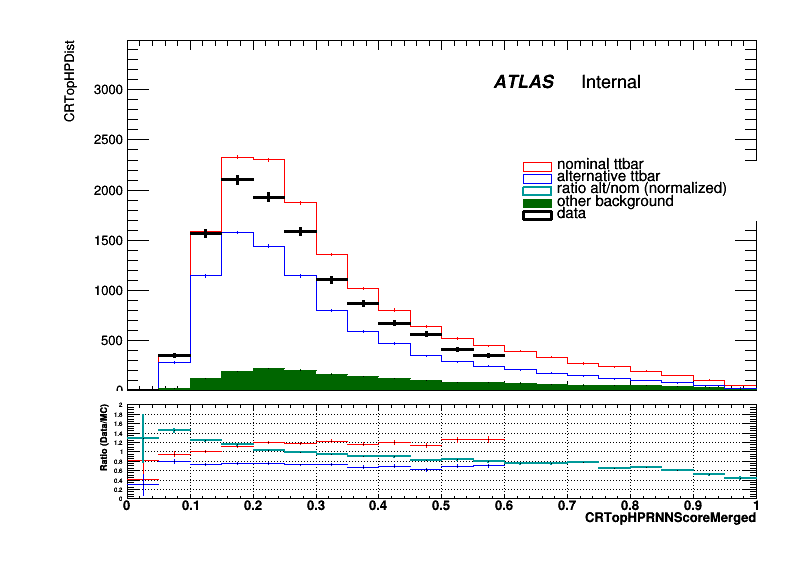 CRTopHPDist
3000
2500
2000
1500
1000
500
0
ATLAS Internal
nominal ttbar
alternative ttbar
ratio alt/nom (normalized)
other background
data
Ratio (Data/MC)
2
1.8
1.6
1.4
1.2
1
0.8
0.6
0.4
0.2
0
0 0.1 0.2 0.3 0.4 0.5 0.6 0.7 0.8 0.9 1
CRTopHPRNNScoreMerged